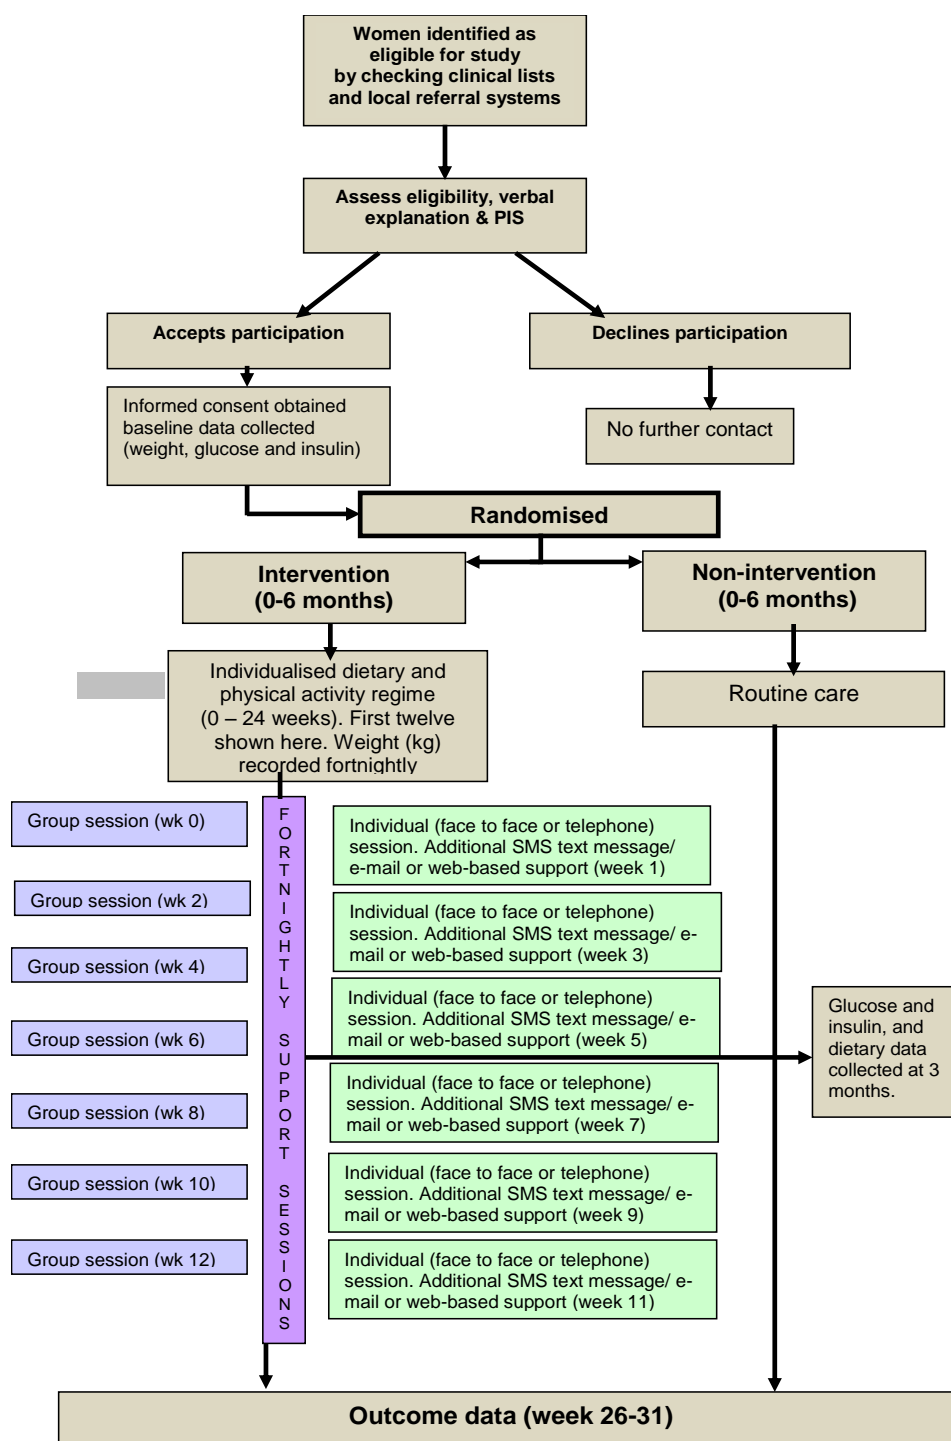 Women identified as
eligible for study
by checking clinical lists
and local referral systems
Assess eligibility, verbal
explanation & PIS
Accepts participation
Declines participation
Informed consent obtained
baseline data collected
(weight, glucose and insulin)
No further contact
Randomised
Intervention
(0-6 months)
Non-intervention
(0-6 months)
Individualised dietary and
physical activity regime
(0 – 24 weeks). First twelve
shown here. Weight (kg)
recorded fortnightly
Routine care
Group session (wk 0)
Group session (wk 2)
Group session (wk 4)
Group session (wk 6)
Group session (wk 8)
Group session (wk 10)
Group session (wk 12)
FORTNIGHTLY SUPPORT SESSIONS
Individual (face to face or telephone)
session. Additional SMS text message/
e-mail or web-based support (week 1)
Individual (face to face or telephone)
session. Additional SMS text message/ e-
mail or web-based support (week 3)
Individual (face to face or telephone)
session. Additional SMS text message/ e-
mail or web-based support (week 5)
Individual (face to face or telephone)
session. Additional SMS text message/ e-
mail or web-based support (week 7)
Individual (face to face or telephone)
session. Additional SMS text message/ e-
mail or web-based support (week 9)
Individual (face to face or telephone)
session. Additional SMS text message/ e-
mail or web-based support (week 11)
Glucose and
insulin, and
dietary data
collected at 3
months.
Outcome data (week 26-31)